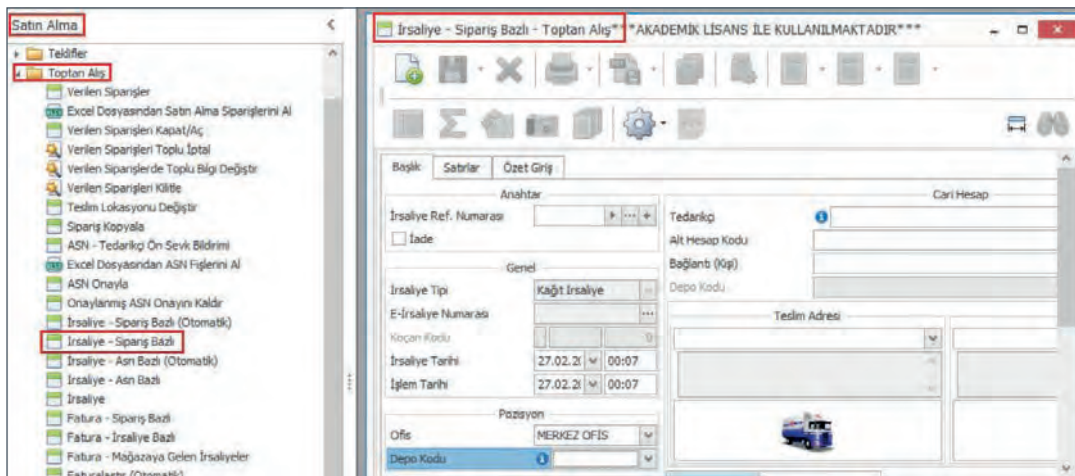 Satın Alma
Teklifler
Toptan Alış
Verilen Siparişler
Excel Dosyasından Satın Alma Siparişlerini Al
Verilen Siparişleri Kapat/Aç
Verilen Siparişleri Toplu İptal
Verilen Siparişlerde Toplu Bilgi Değiştir
Verilen Siparişleri Kilitle
Teslim Lokasyonu Değiştir
Sipariş Kopyala
ASN - Tedarikçi Ön Sevk Bildirimi
Excel Dosyasından ASN Fişlerini Al
ASN Onayla
Onaylanmış ASN Onayını Kaldır
İrsaliye - Sipariş Bazlı (Otomatik)
İrsaliye - Sipariş Bazlı
İrsaliye - Asn Bazlı (Otomatik)
İrsaliye - Asn Bazlı
İrsaliye
Fatura - Sipariş Bazlı
Fatura - İrsaliye Bazlı
Fatura - Mağazaya Gelen İrsaliyeler
Faturalaştır (Otomatik)
İrsaliye - Sipariş Bazlı - Toptan Alış***AKADEMİK LİSANS İLE KULLANILMAKTADIR***
Başlık Satırlar Özet Giriş
Anahtar
İrsaliye Ref. Numarası
İade
Genel
İrsaliye Tipi Kağıt İrsaliye
E-İrsaliye Numarası
Koçan Kodu 0
İrsaliye Tarihi 27.02.2( 00:07
İşlem Tarihi 27.02.2( 00:07
Pozisyon
Ofis MERKEZ OFİS
Depo Kodu
Cari Hesap
Tedarikçi
Alt Hesap Kodu
Bağlantı (Kişi)
Depo Kodu
Teslim Adresi